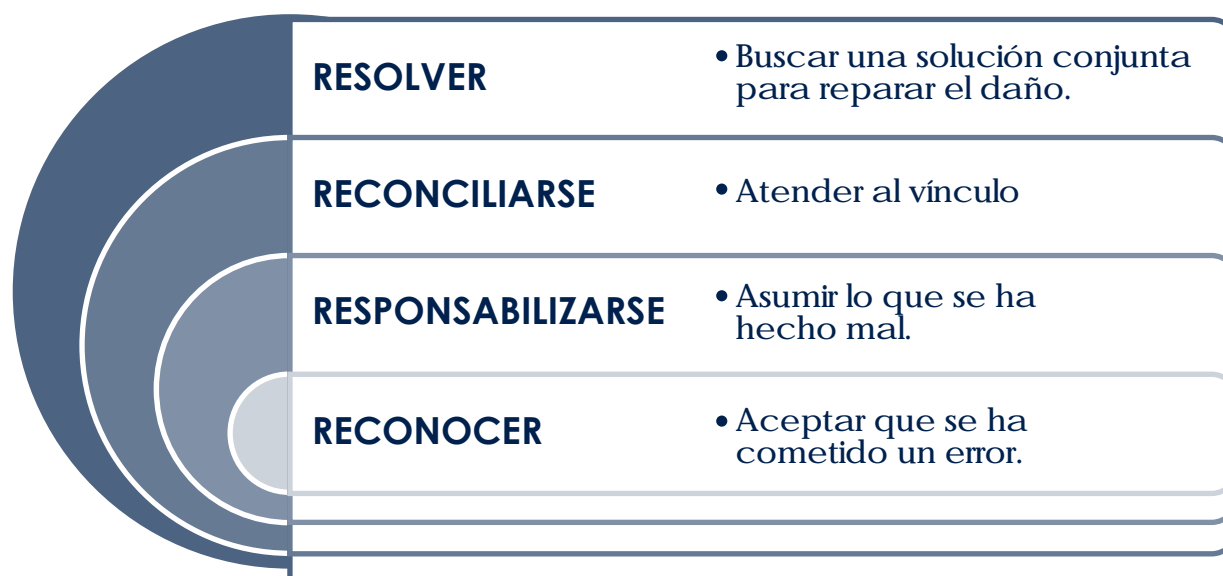 RESOLVER
• Buscar una solución conjunta
para reparar el daño.
RECONCILIARSE
• Atender al vínculo
RESPONSABILIZARSE
• Asumir lo que se ha
hecho mal.
RECONOCER
• Aceptar que se ha
cometido un error.